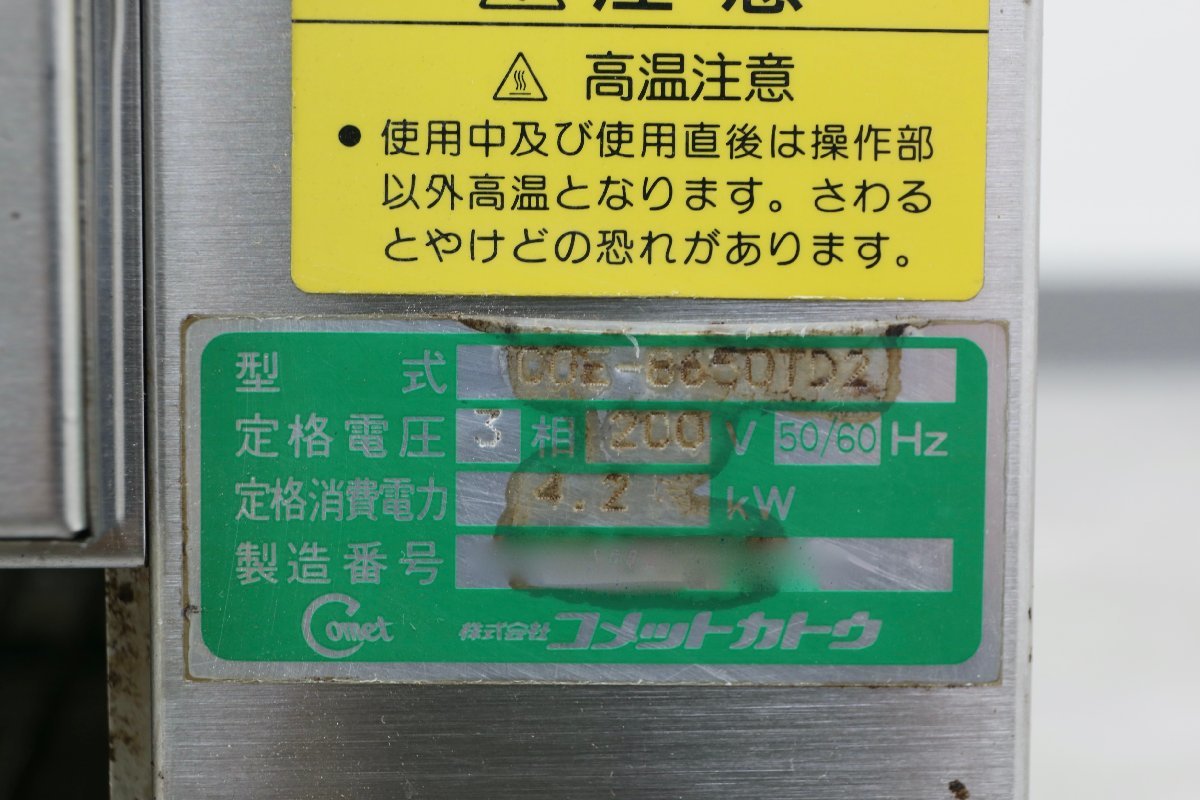 注意
高温注意
● 使用中及び使用直後は操作部
以外高温となります。さわる
とやけどの恐れがあります。
型式
定格電圧 3 相 200 V 50/60 Hz
定格消費電力 4.2 kW
製造番号
Comet 株式会社 コメットカトウ